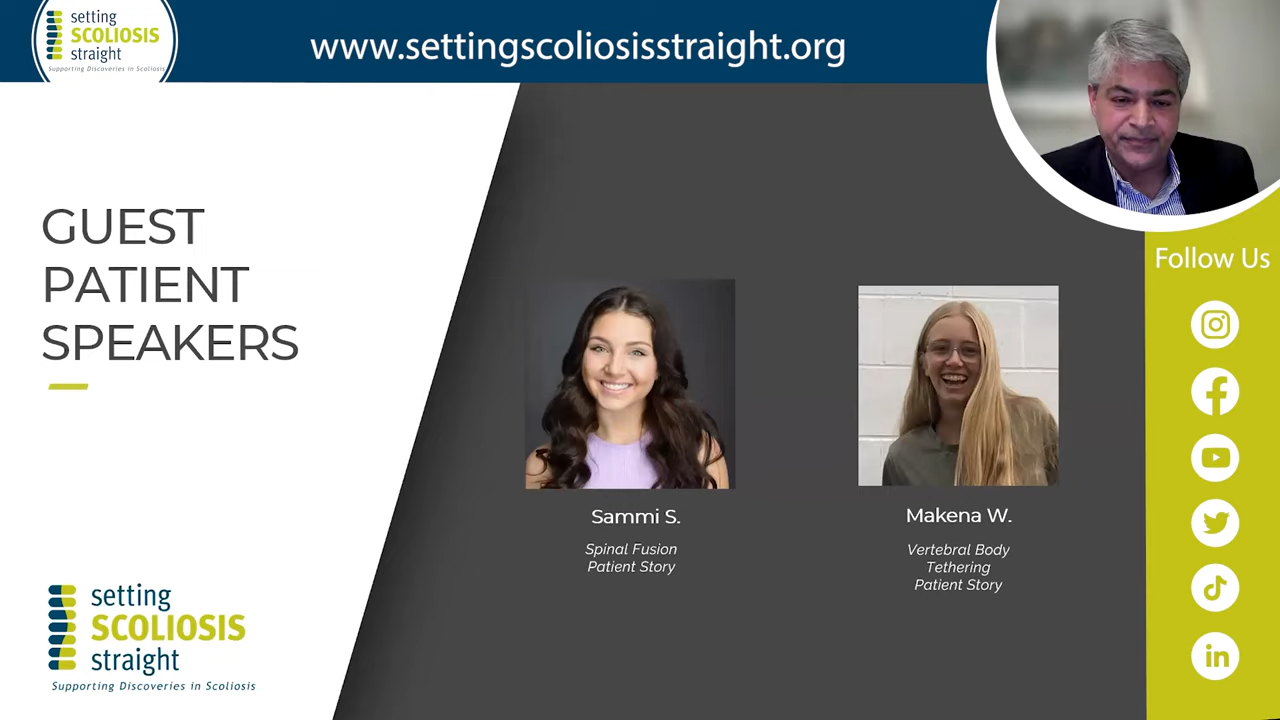 setting
SCOLIOSIS
straight
Supporting Discoveries in Scoliosis
www.settingscoliosisstraight.org
GUEST
PATIENT
SPEAKERS
Sammi S.
Spinal Fusion
Patient Story
Makena W.
Vertebral Body
Tethering
Patient Story
Follow Us
in
setting
SCOLIOSIS
straight
Supporting Discoveries in Scoliosis